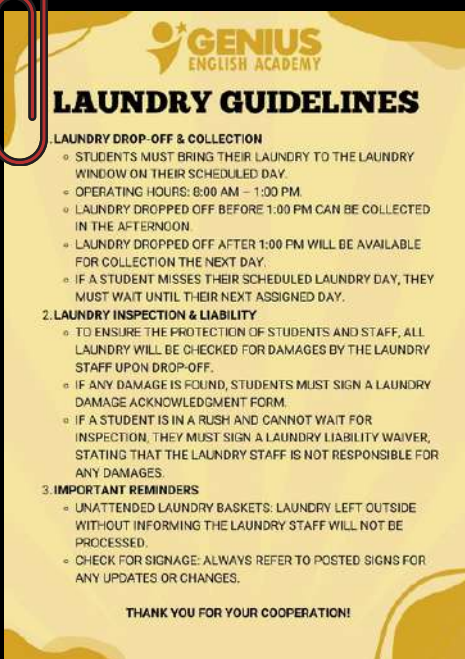 GENIUS
ENGLISH ACADEMY
LAUNDRY GUIDELINES
. LAUNDRY DROP-OFF & COLLECTION
STUDENTS MUST BRING THEIR LAUNDRY TO THE LAUNDRY
WINDOW ON THEIR SCHEDULED DAY.
OPERATING HOURS: 8:00 AM – 1:00 PM.
LAUNDRY DROPPED OFF BEFORE 1:00 PM CAN BE COLLECTED
IN THE AFTERNOON.
LAUNDRY DROPPED OFF AFTER 1:00 PM WILL BE AVAILABLE
FOR COLLECTION THE NEXT DAY.
IF A STUDENT MISSES THEIR SCHEDULED LAUNDRY DAY, THEY
MUST WAIT UNTIL THEIR NEXT ASSIGNED DAY.
2. LAUNDRY INSPECTION & LIABILITY
TO ENSURE THE PROTECTION OF STUDENTS AND STAFF, ALL
LAUNDRY WILL BE CHECKED FOR DAMAGES BY THE LAUNDRY
STAFF UPON DROP-OFF.
IF ANY DAMAGE IS FOUND, STUDENTS MUST SIGN A LAUNDRY
DAMAGE ACKNOWLEDGMENT FORM.
IF A STUDENT IS IN A RUSH AND CANNOT WAIT FOR
INSPECTION, THEY MUST SIGN A LAUNDRY LIABILITY WAIVER,
STATING THAT THE LAUNDRY STAFF IS NOT RESPONSIBLE FOR
ANY DAMAGES.
3. IMPORTANT REMINDERS
UNATTENDED LAUNDRY BASKETS: LAUNDRY LEFT OUTSIDE
WITHOUT INFORMING THE LAUNDRY STAFF WILL NOT BE
PROCESSED.
CHECK FOR SIGNAGE: ALWAYS REFER TO POSTED SIGNS FOR
ANY UPDATES OR CHANGES.
THANK YOU FOR YOUR COOPERATION!